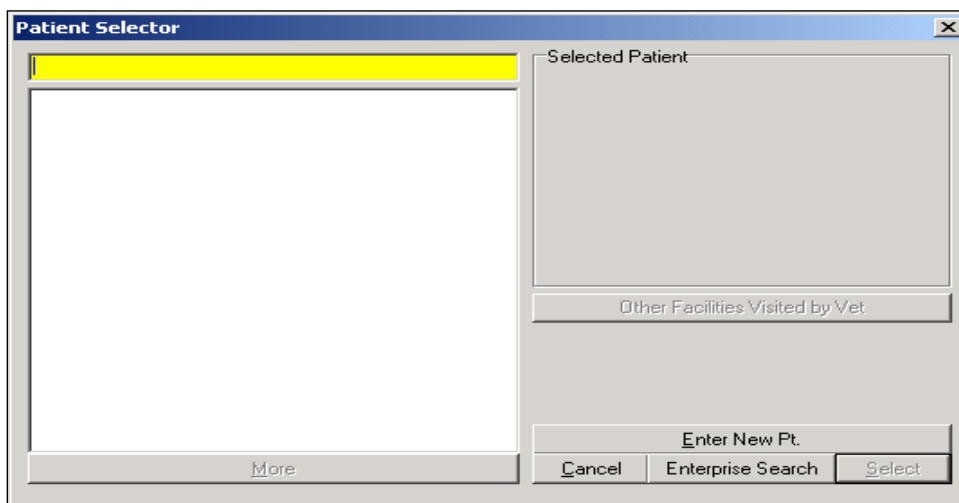 Patient Selector
Selected Patient
Other Facilities Visited by Vet
Enter New Pt.
More
Cancel
Enterprise Search
Select